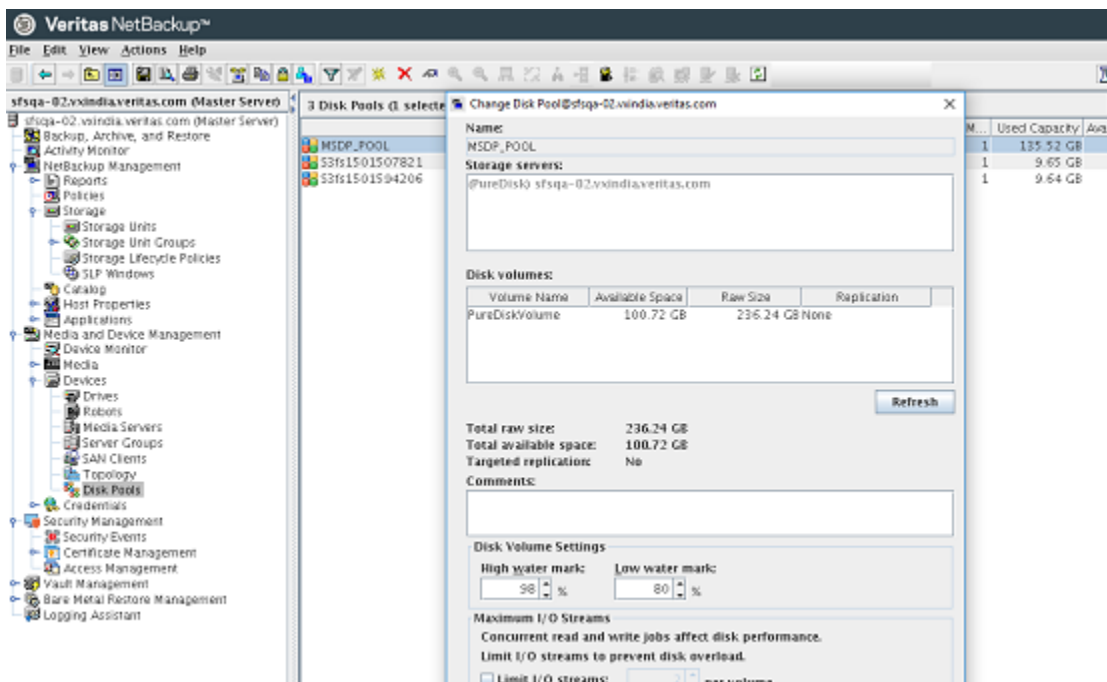 Veritas NetBackup™
File Edit View Actions Help
sfsqa-02.vxindia.veritas.com (Master Server)
sfsqa-02.vxindia.veritas.com (Master Server)
Backup, Archive, and Restore
Activity Monitor
NetBackup Management
Reports
Policies
Storage
Storage Units
Storage Unit Groups
Storage Lifecycle Policies
SLP Windows
Catalog
Host Properties
Applications
Media and Device Management
Device Monitor
Media
Devices
Drives
Robots
Media Servers
Server Groups
SAN Clients
Topology
Disk Pools
Credentials
Security Management
Security Events
Certificate Management
Access Management
Vault Management
Bare Metal Restore Management
Logging Assistant
3 Disk Pools (1 selecte
M... Used Capacity Ava
MSDP_POOL 1 135.52 GB
S3fs1501507821 1 9.65 GB
S3fs1501594206 1 9.64 GB
Change Disk Pool@sfsqa-02.vxindia.veritas.com
Name:
MSDP_POOL
Storage servers:
(PureDisk) sfsqa-02.vxindia.veritas.com
Disk volumes:
Volume Name Available Space Raw Size Replication
PureDiskVolume 100.72 GB 236.24 GB None
Refresh
Total raw size: 236.24 GB
Total available space: 100.72 GB
Targeted replication: No
Comments:
Disk Volume Settings
High water mark: Low water mark:
98 % 80 %
Maximum I/O Streams
Concurrent read and write jobs affect disk performance.
Limit I/O streams to prevent disk overload.
Limit I/O streams: 2 per volume